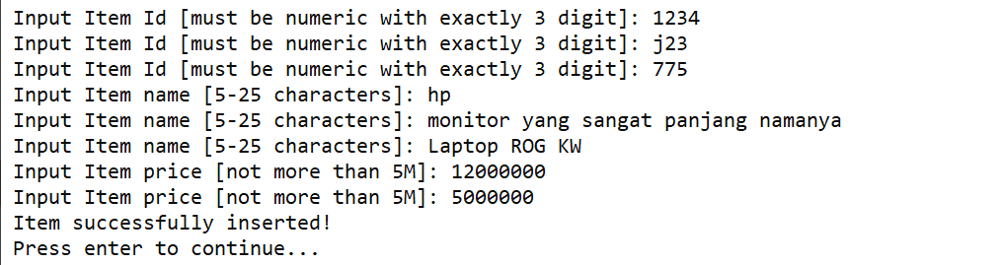 Input Item Id [must be numeric with exactly 3 digit]: 1234
Input Item Id [must be numeric with exactly 3 digit]: j23
Input Item Id [must be numeric with exactly 3 digit]: 775
Input Item name [5-25 characters]: hp
Input Item name [5-25 characters]: monitor yang sangat panjang namanya
Input Item name [5-25 characters]: Laptop ROG KW
Input Item price [not more than 5M]: 12000000
Input Item price [not more than 5M]: 5000000
Item successfully inserted!
Press enter to continue...